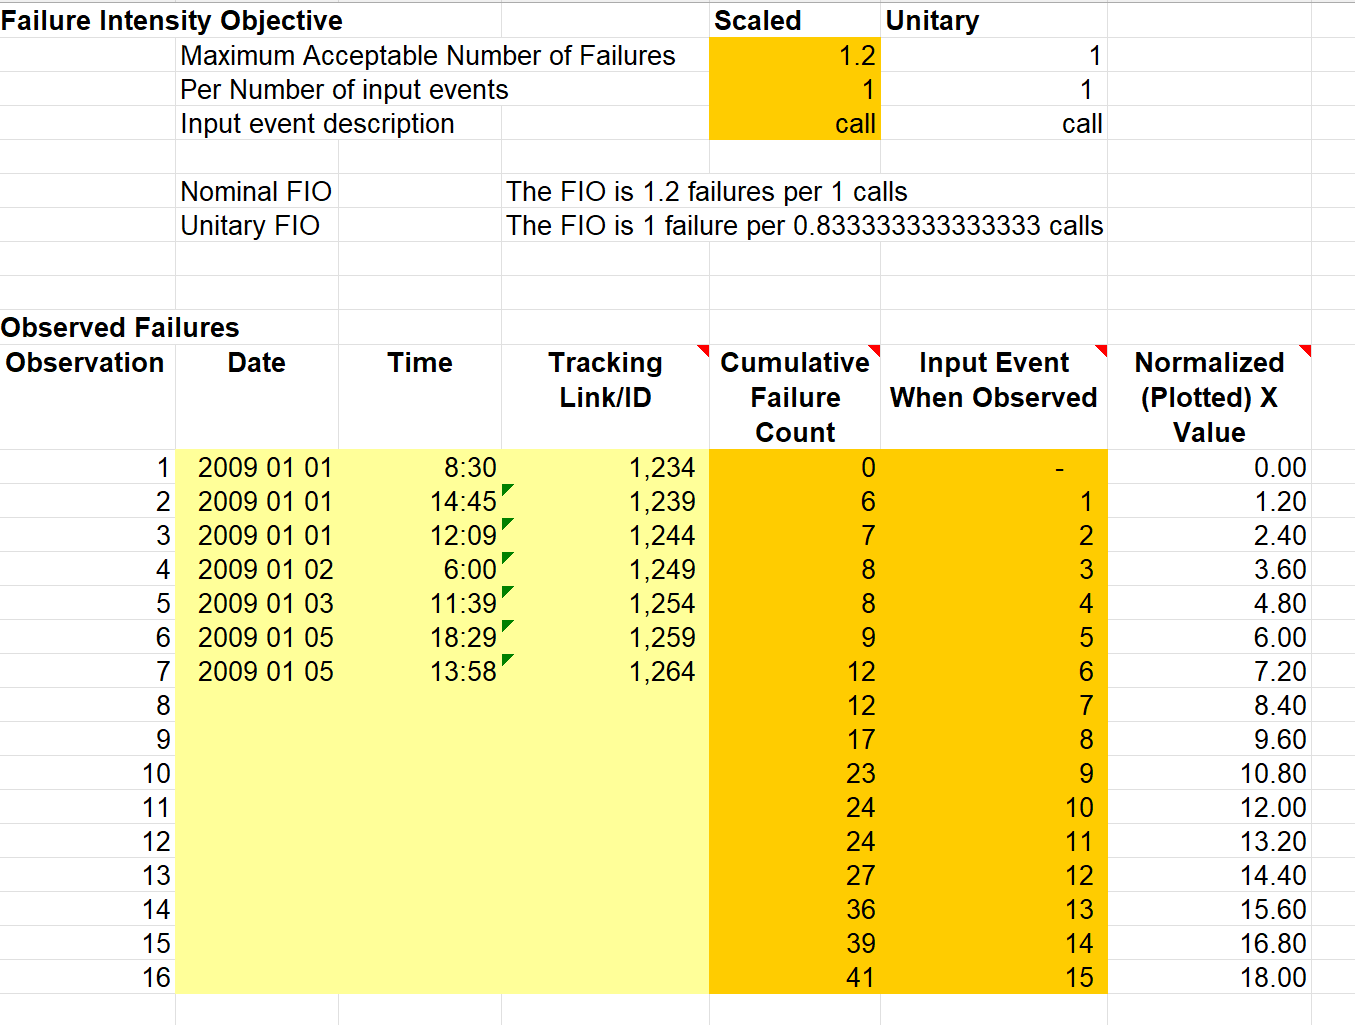 Failure Intensity Objective Scaled Unitary
Maximum Acceptable Number of Failures 1.2 1
Per Number of input events 1 1
Input event description call call
Nominal FIO The FIO is 1.2 failures per 1 calls
Unitary FIO The FIO is 1 failure per 0.833333333333333 calls
Observed Failures
Observation Date Time Tracking Cumulative Input Event Normalized
Link/ID Failure When Observed (Plotted) X
Count Value
1 2009 01 01 8:30 1,234 0 - 0.00
2 2009 01 01 14:45 1,239 6 1 1.20
3 2009 01 01 12:09 1,244 7 2 2.40
4 2009 01 02 6:00 1,249 8 3 3.60
5 2009 01 03 11:39 1,254 8 4 4.80
6 2009 01 05 18:29 1,259 9 5 6.00
7 2009 01 05 13:58 1,264 12 6 7.20
8 12 7 8.40
9 17 8 9.60
10 23 9 10.80
11 24 10 12.00
12 24 11 13.20
13 27 12 14.40
14 36 13 15.60
15 39 14 16.80
16 41 15 18.00